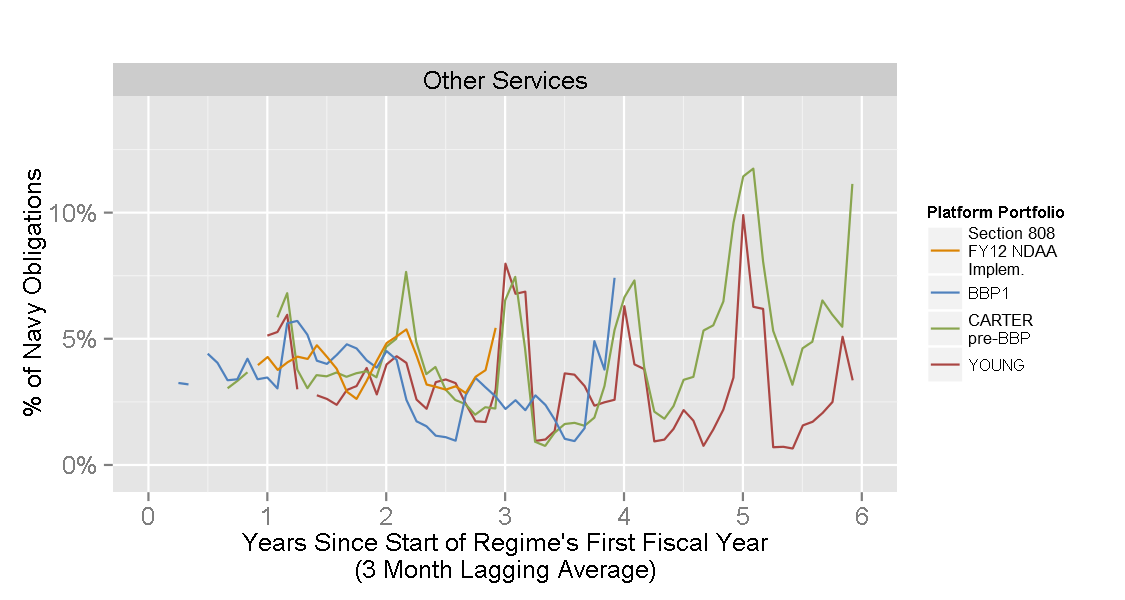 Other Services
% of Navy Obligations
10%
5%
0%
0 1 2 3 4 5 6
Years Since Start of Regime's First Fiscal Year
(3 Month Lagging Average)
Platform Portfolio
Section 808
FY12 NDAA
Implem.
BBP1
CARTER
pre-BBP
YOUNG